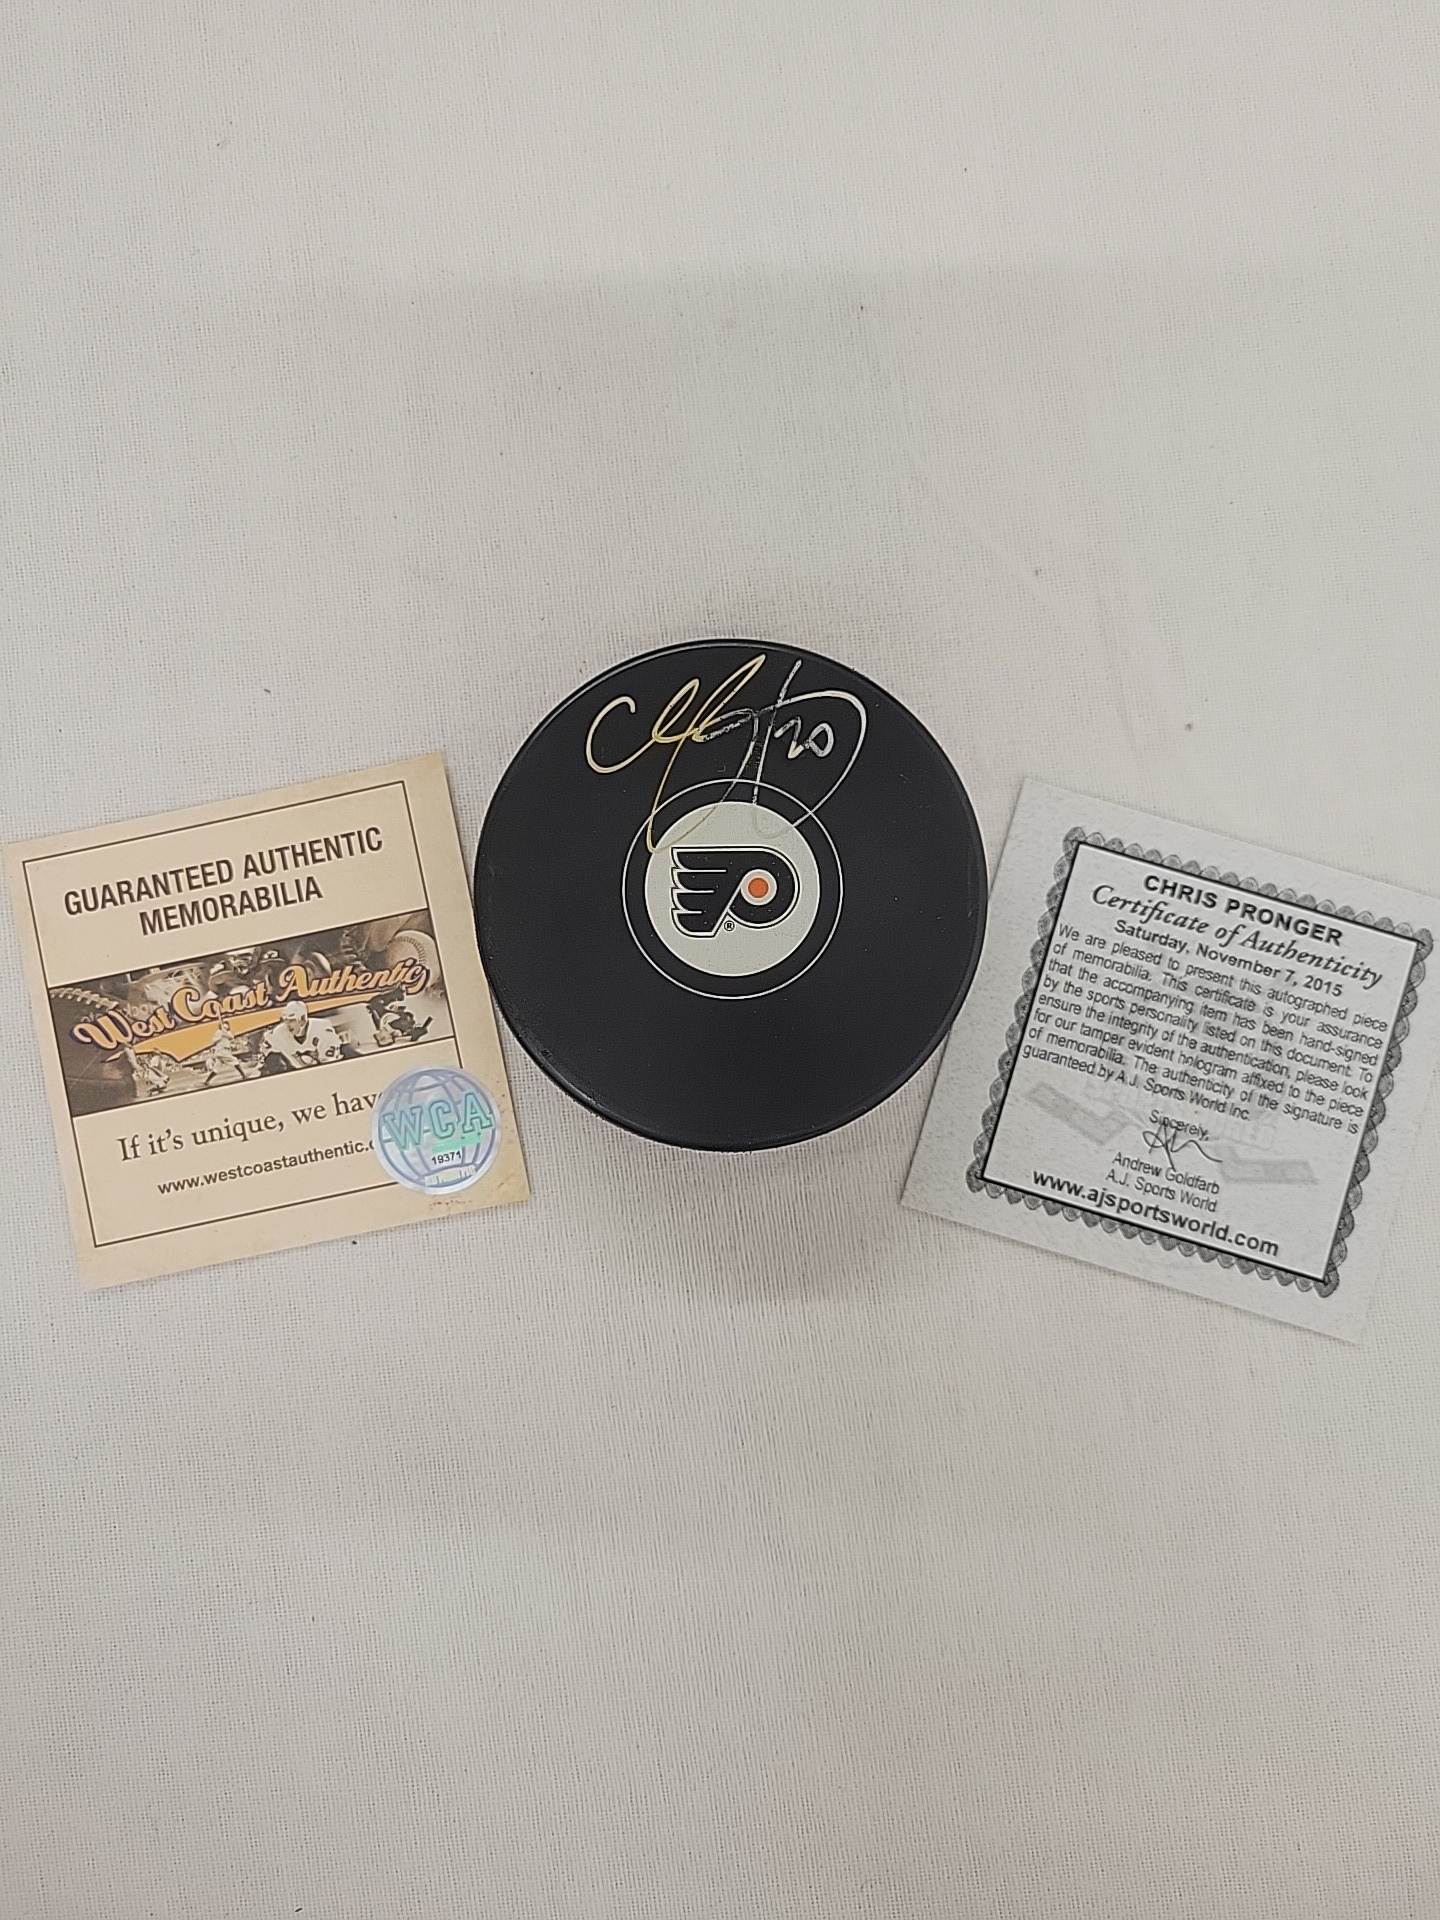 GUARANTEED AUTHENTIC
MEMORABILIA
West Coast Authentic
If it's unique, we have
www.westcoastauthentic.c
WCA
19371
20
®
CHRIS PRONGER
Certificate of Authenticity
Saturday, November 7, 2015
We are pleased to present this autographed piece
of memorabilia. This certificate is your assurance
that the accompanying item has been hand-signed
by the sports personality listed on this document. To
ensure the integrity of the authentication, please look
for our tamper evident hologram affixed to the piece
of memorabilia. The authenticity of the signature is
guaranteed by A.J. Sports World Inc.
Sincerely,
Andrew Goldfarb
A.J. Sports World
www.ajsportsworld.com